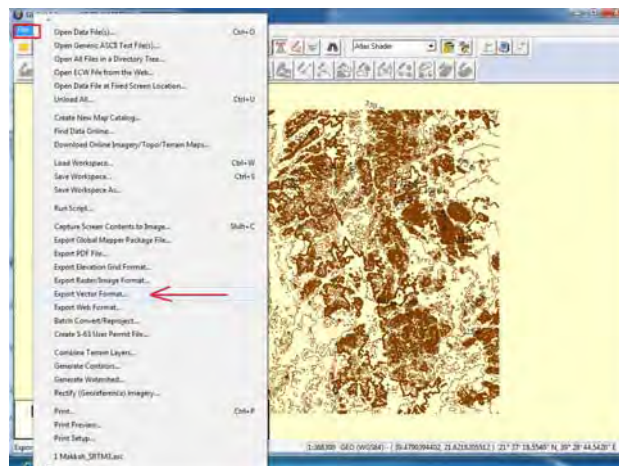 Open Data File(s)... Ctrl+O
Open Generic ASCII Text File(s)...
Open All Files in a Directory Tree...
Open ECW File from the Web...
Open Data File at Fixed Screen Location...
Unload All... Ctrl+U
Create New Map Catalog...
Find Data Online...
Download Online Imagery/Topo/Terrain Maps...
Load Workspace... Ctrl+W
Save Workspace... Ctrl+S
Save Workspace As...
Run Script...
Capture Screen Contents to Image... Shift+C
Export Global Mapper Package File...
Export PDF File...
Export Elevation Grid Format...
Export Raster/Image Format...
Export Vector Format...
Export Web Format...
Batch Convert/Reproject...
Create S-63 User Permit File...
Combine Terrain Layers...
Generate Contours...
Generate Watershed...
Rectify (Georeference) Imagery...
Print... Ctrl+P
Print Preview...
Print Setup...
1 Makkah_SRTM3.asc
Atlas Shader